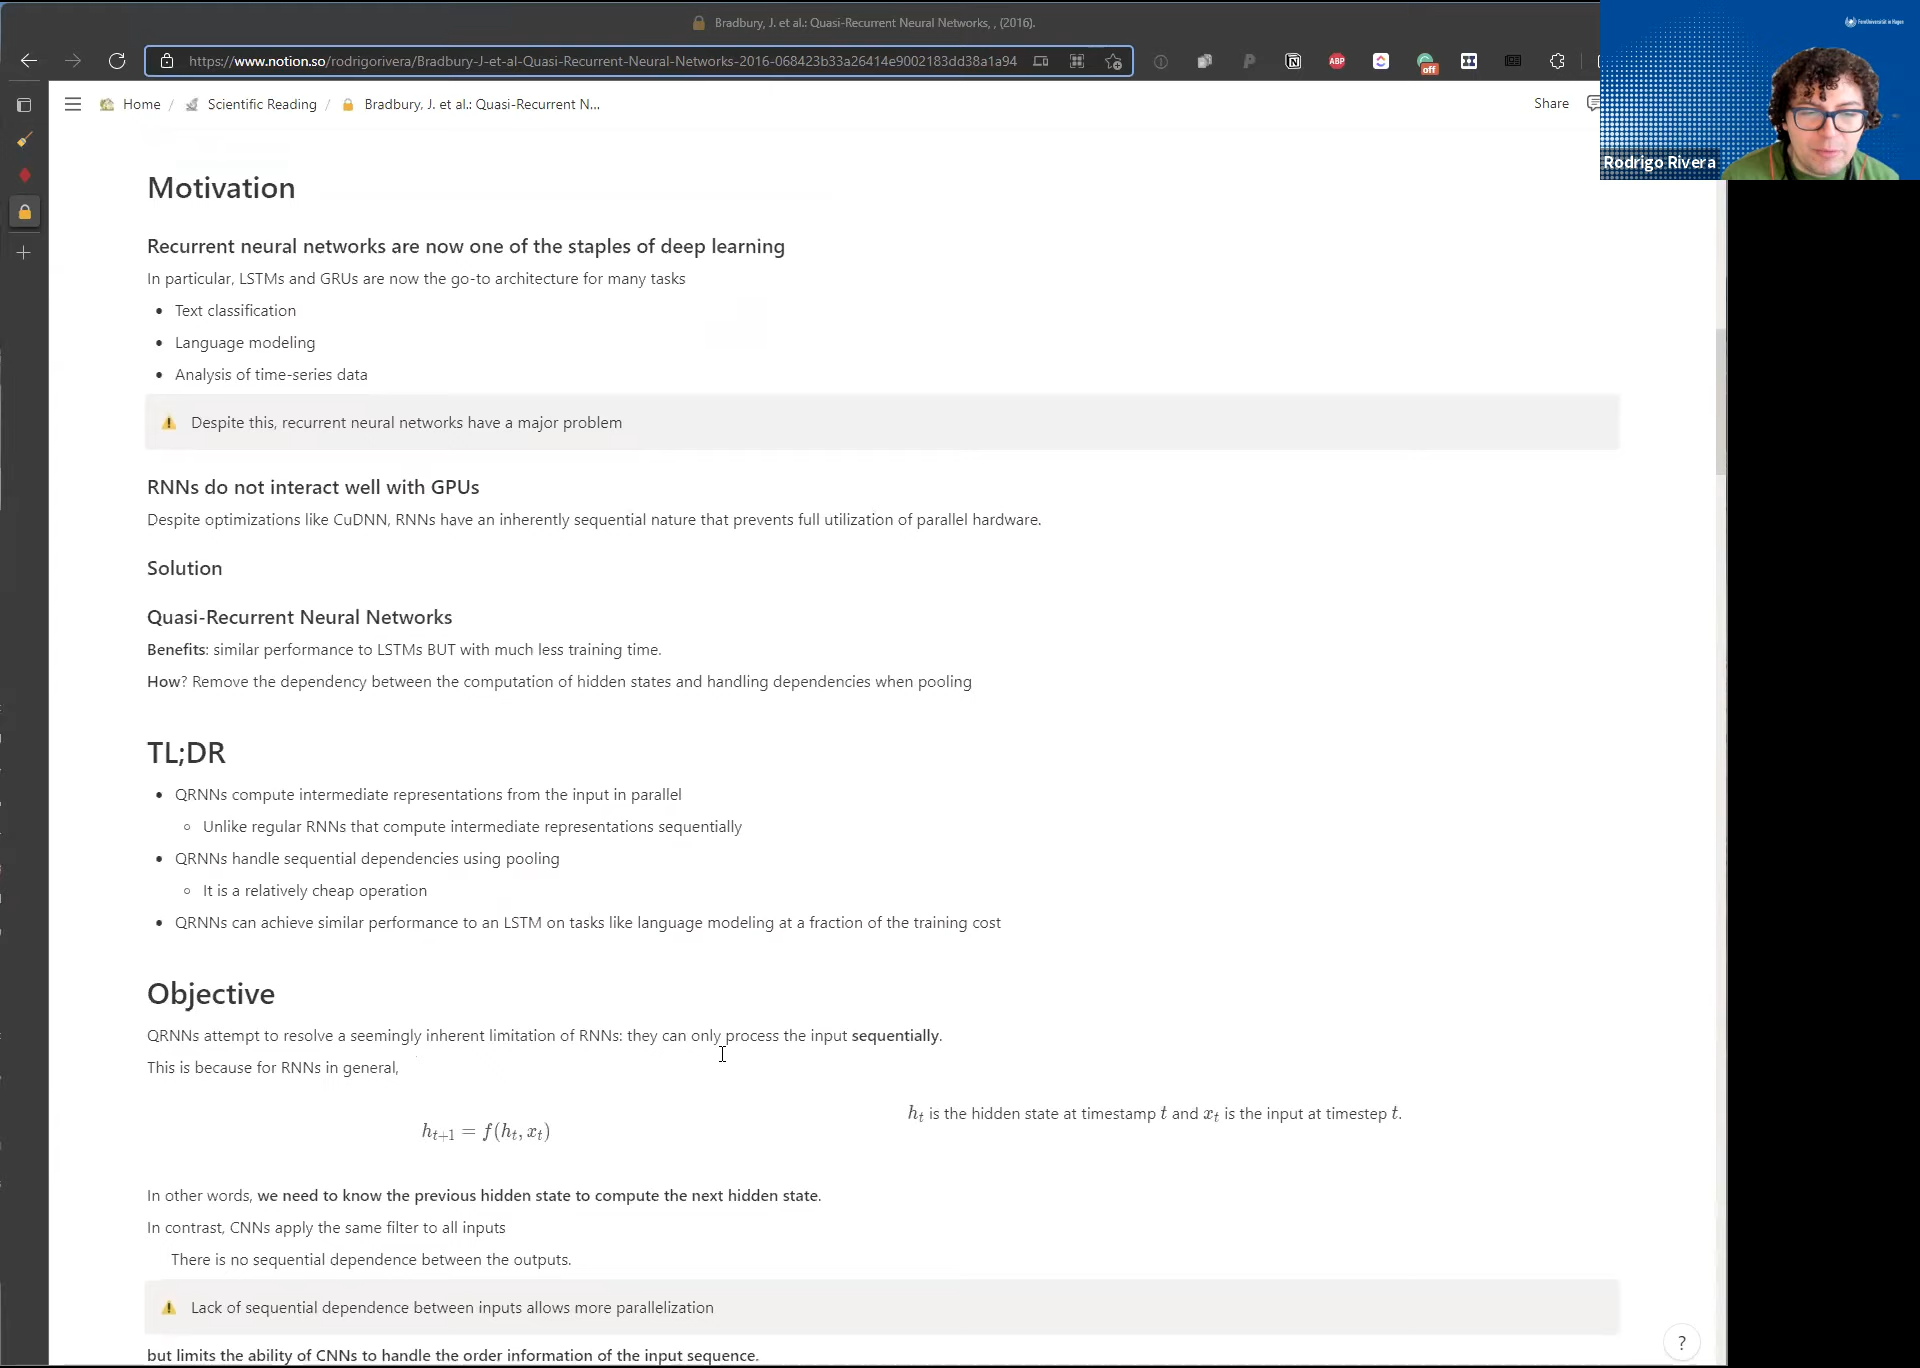 Bradbury, J. et al.: Quasi-Recurrent Neural Networks, , (2016).
https://www.notion.so/rodrigorivera/Bradbury-J-et-al-Quasi-Recurrent-Neural-Networks-2016-068423b33a26414e9002183dd38a1a94
ABP
off
FernUniversität in Hagen
Rodrigo Rivera
Home / Scientific Reading / Bradbury, J. et al.: Quasi-Recurrent N...
Share
Motivation
Recurrent neural networks are now one of the staples of deep learning
In particular, LSTMs and GRUs are now the go-to architecture for many tasks
• Text classification
• Language modeling
• Analysis of time-series data
Despite this, recurrent neural networks have a major problem
RNNs do not interact well with GPUs
Despite optimizations like CuDNN, RNNs have an inherently sequential nature that prevents full utilization of parallel hardware.
Solution
Quasi-Recurrent Neural Networks
Benefits: similar performance to LSTMs BUT with much less training time.
How? Remove the dependency between the computation of hidden states and handling dependencies when pooling
TL;DR
• QRNNs compute intermediate representations from the input in parallel
◦ Unlike regular RNNs that compute intermediate representations sequentially
• QRNNs handle sequential dependencies using pooling
◦ It is a relatively cheap operation
• QRNNs can achieve similar performance to an LSTM on tasks like language modeling at a fraction of the training cost
Objective
QRNNs attempt to resolve a seemingly inherent limitation of RNNs: they can only process the input sequentially.
This is because for RNNs in general,
h_{t+1} = f(h_t, x_t)
h_t is the hidden state at timestamp t and x_t is the input at timestep t.
In other words, we need to know the previous hidden state to compute the next hidden state.
In contrast, CNNs apply the same filter to all inputs
There is no sequential dependence between the outputs.
Lack of sequential dependence between inputs allows more parallelization
but limits the ability of CNNs to handle the order information of the input sequence.
?